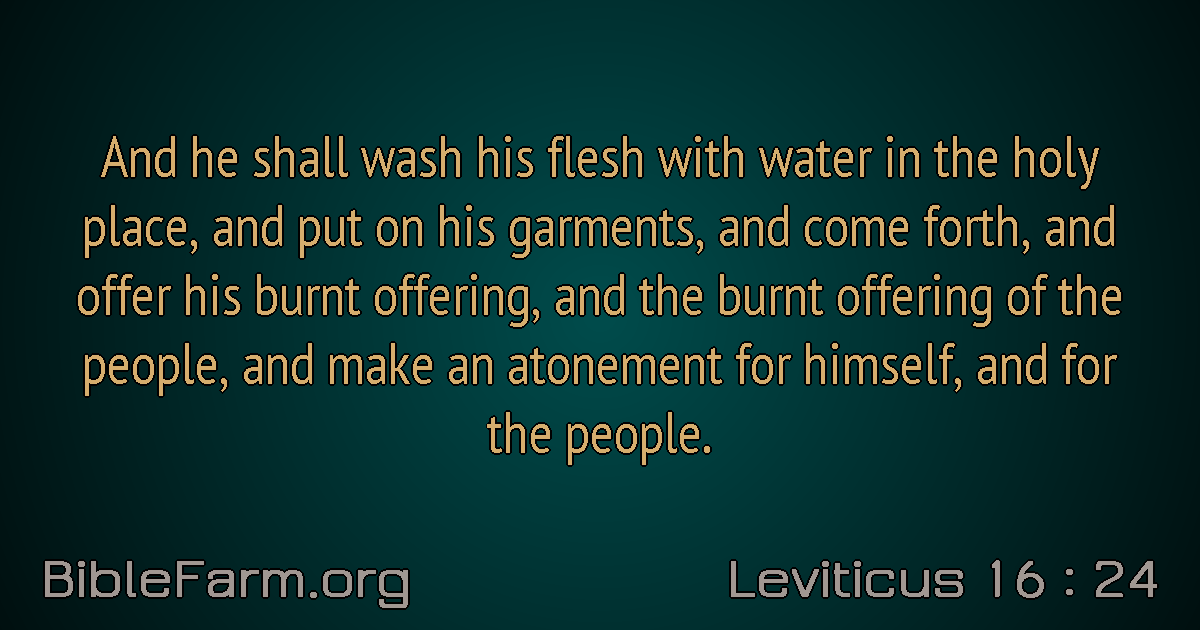 And he shall wash his flesh with water in the holy
place, and put on his garments, and come forth, and
offer his burnt offering, and the burnt offering of the
people, and make an atonement for himself, and for
the people.
BibleFarm.org
Leviticus 16 : 24